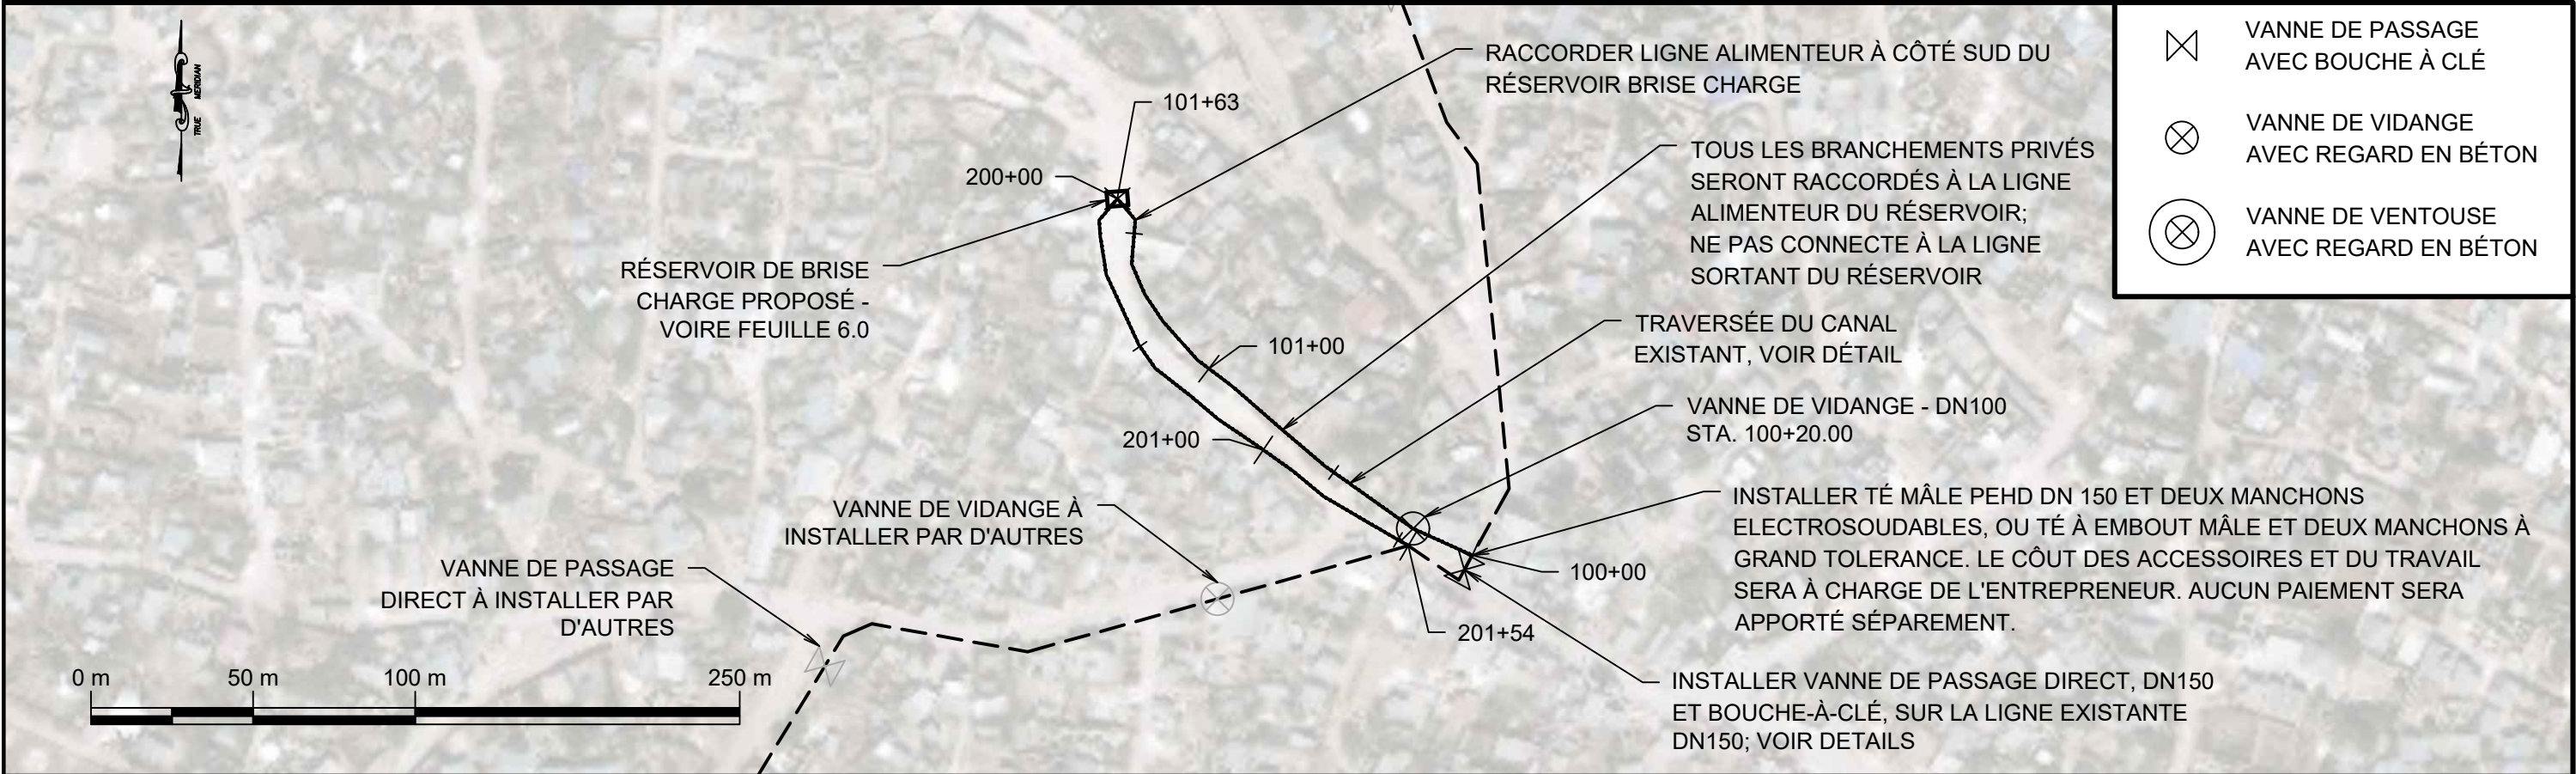 TRUE MERIDIAN
VANNE DE PASSAGE
AVEC BOUCHE À CLÉ
VANNE DE VIDANGE
AVEC REGARD EN BÉTON
VANNE DE VENTOUSE
AVEC REGARD EN BÉTON
RACCORDER LIGNE ALIMENTEUR À CÔTÉ SUD DU
RÉSERVOIR BRISE CHARGE
101+63
200+00
TOUS LES BRANCHEMENTS PRIVÉS
SERONT RACCORDÉS À LA LIGNE
ALIMENTEUR DU RÉSERVOIR;
NE PAS CONNECTE À LA LIGNE
SORTANT DU RÉSERVOIR
RÉSERVOIR DE BRISE
CHARGE PROPOSÉ -
VOIRE FEUILLE 6.0
TRAVERSÉE DU CANAL
EXISTANT, VOIR DÉTAIL
101+00
VANNE DE VIDANGE - DN100
STA. 100+20.00
201+00
VANNE DE VIDANGE À
INSTALLER PAR D'AUTRES
INSTALLER TÉ MÂLE PEHD DN 150 ET DEUX MANCHONS
ELECTROSOUDABLES, OU TÉ À EMBOUT MÂLE ET DEUX MANCHONS À
GRAND TOLERANCE. LE CÔUT DES ACCESSOIRES ET DU TRAVAIL
SERA À CHARGE DE L'ENTREPRENEUR. AUCUN PAIEMENT SERA
APPORTÉ SÉPAREMENT.
VANNE DE PASSAGE
DIRECT À INSTALLER PAR
D'AUTRES
100+00
201+54
INSTALLER VANNE DE PASSAGE DIRECT, DN150
ET BOUCHE-À-CLÉ, SUR LA LIGNE EXISTANTE
DN150; VOIR DETAILS
0 m 50 m 100 m 250 m